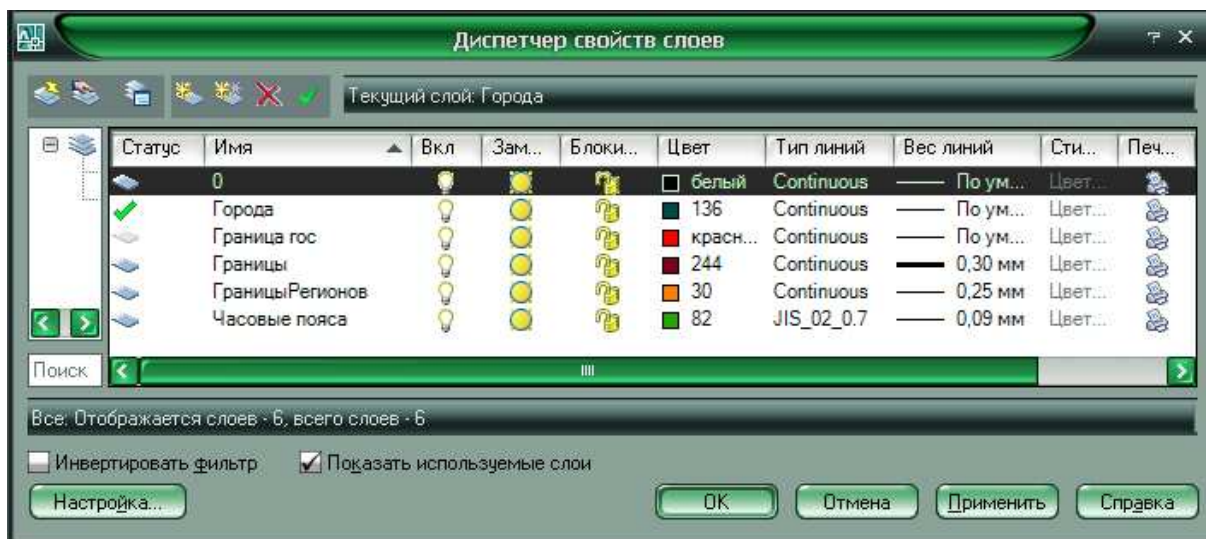 Диспетчер свойств слоев
Текущий слой: Города
Статус Имя Вкл Зам... Блоки... Цвет Тип линий Вес линий Сти... Печ...
0 белый Continuous По ум... Цвет...
Города 136 Continuous По ум... Цвет...
Граница гос красн... Continuous По ум... Цвет...
Границы 244 Continuous 0,30 мм Цвет...
ГраницыРегионов 30 Continuous 0,25 мм Цвет...
Часовые пояса 82 JIS_02_0.7 0,09 мм Цвет...
Поиск
Все: Отображается слоев - 6, всего слоев - 6
Инвертировать фильтр Показать используемые слои
Настройка... OK Отмена Применить Справка